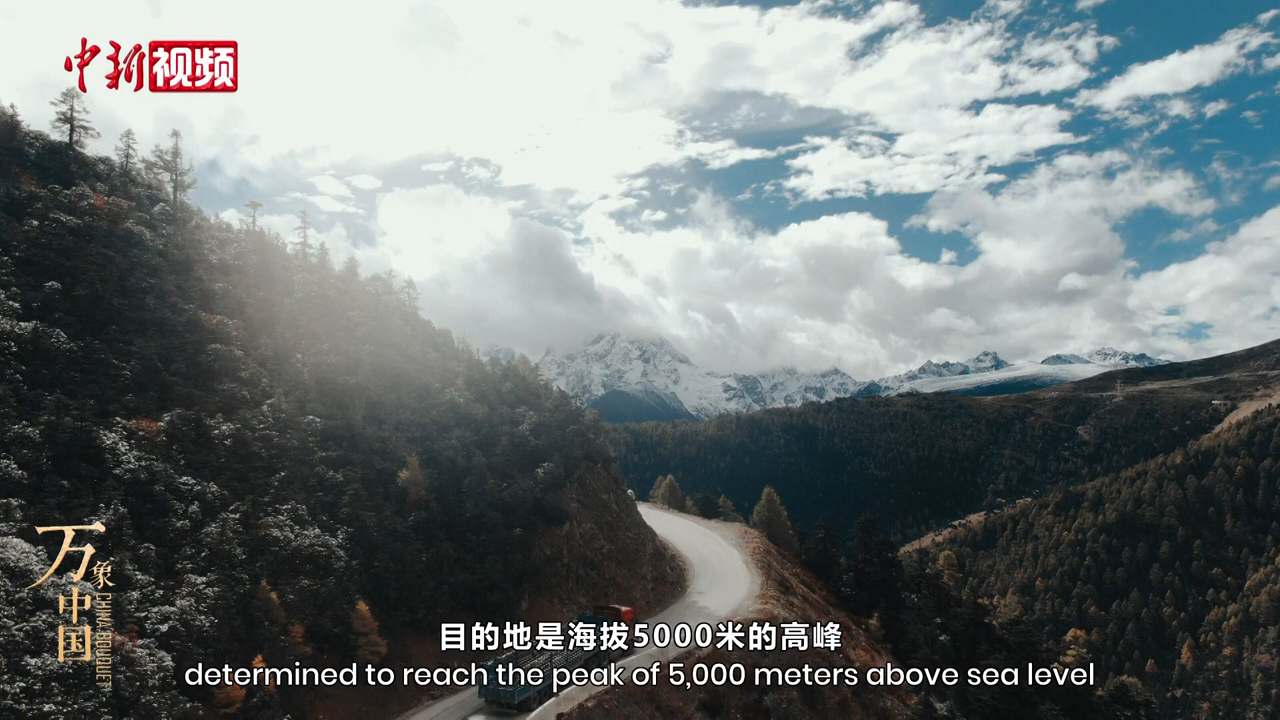 中新视频
万象
中国
CHINA BOUQUET
目的地是海拔5000米的高峰
determined to reach the peak of 5,000 meters above sea level